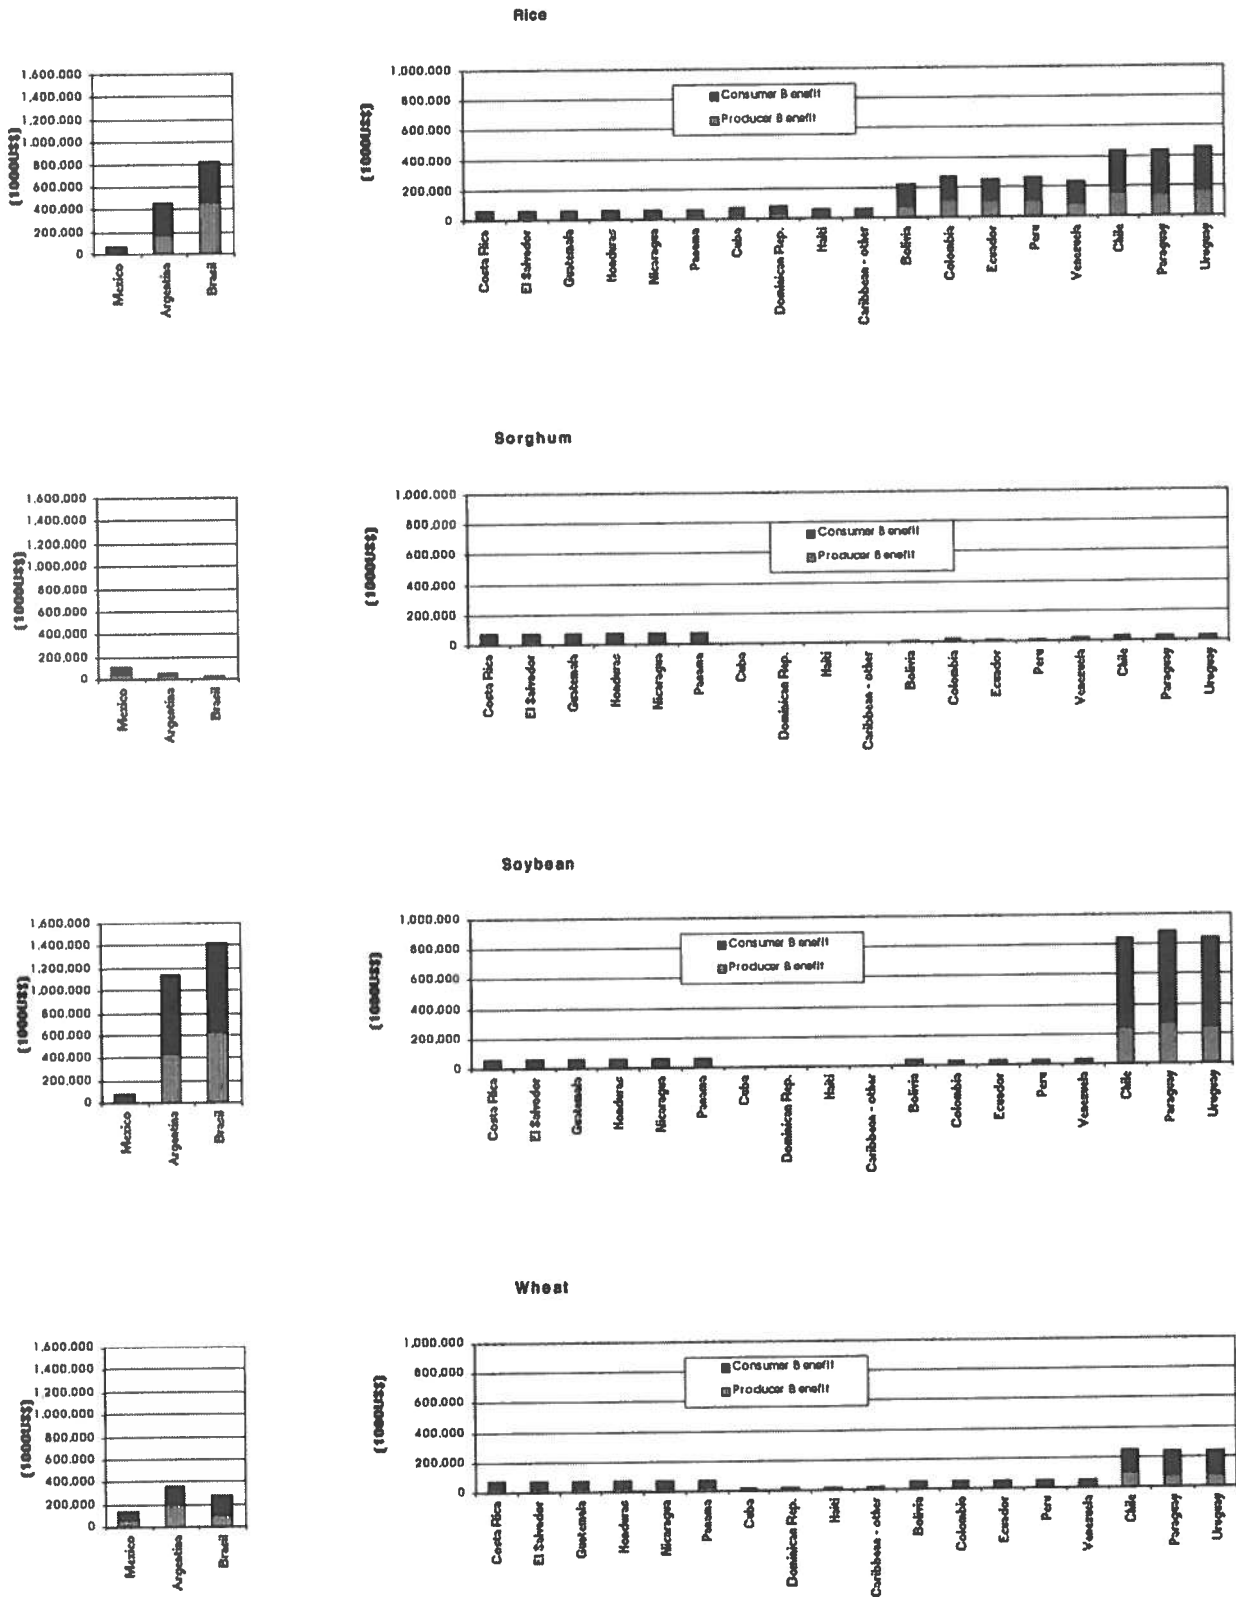 Rice
(1000US$)
1,600,000
1,400,000
1,200,000
1,000,000
800,000
600,000
400,000
200,000
0
Mexico
Argentina
Brasil
(1000US$)
1,000,000
800,000
600,000
400,000
200,000
0
Consumer Benefit
Producer Benefit
Costa Rica
El Salvador
Guatemala
Honduras
Nicaragua
Panama
Cuba
Dominican Rep.
Haiti
Caribbean - other
Bolivia
Colombia
Ecuador
Peru
Venezuela
Chile
Paraguay
Uruguay
Sorghum
(1000US$)
1,600,000
1,400,000
1,200,000
1,000,000
800,000
600,000
400,000
200,000
0
Mexico
Argentina
Brasil
(1000US$)
1,000,000
800,000
600,000
400,000
200,000
0
Consumer Benefit
Producer Benefit
Costa Rica
El Salvador
Guatemala
Honduras
Nicaragua
Panama
Cuba
Dominican Rep.
Haiti
Caribbean - other
Bolivia
Colombia
Ecuador
Peru
Venezuela
Chile
Paraguay
Uruguay
Soybean
(1000US$)
1,600,000
1,400,000
1,200,000
1,000,000
800,000
600,000
400,000
200,000
0
Mexico
Argentina
Brasil
(1000US$)
1,000,000
800,000
600,000
400,000
200,000
0
Consumer Benefit
Producer Benefit
Costa Rica
El Salvador
Guatemala
Honduras
Nicaragua
Panama
Cuba
Dominican Rep.
Haiti
Caribbean - other
Bolivia
Colombia
Ecuador
Peru
Venezuela
Chile
Paraguay
Uruguay
Wheat
(1000US$)
1,600,000
1,400,000
1,200,000
1,000,000
800,000
600,000
400,000
200,000
0
Mexico
Argentina
Brasil
(1000US$)
1,000,000
800,000
600,000
400,000
200,000
0
Consumer Benefit
Producer Benefit
Costa Rica
El Salvador
Guatemala
Honduras
Nicaragua
Panama
Cuba
Dominican Rep.
Haiti
Caribbean - other
Bolivia
Colombia
Ecuador
Peru
Venezuela
Chile
Paraguay
Uruguay